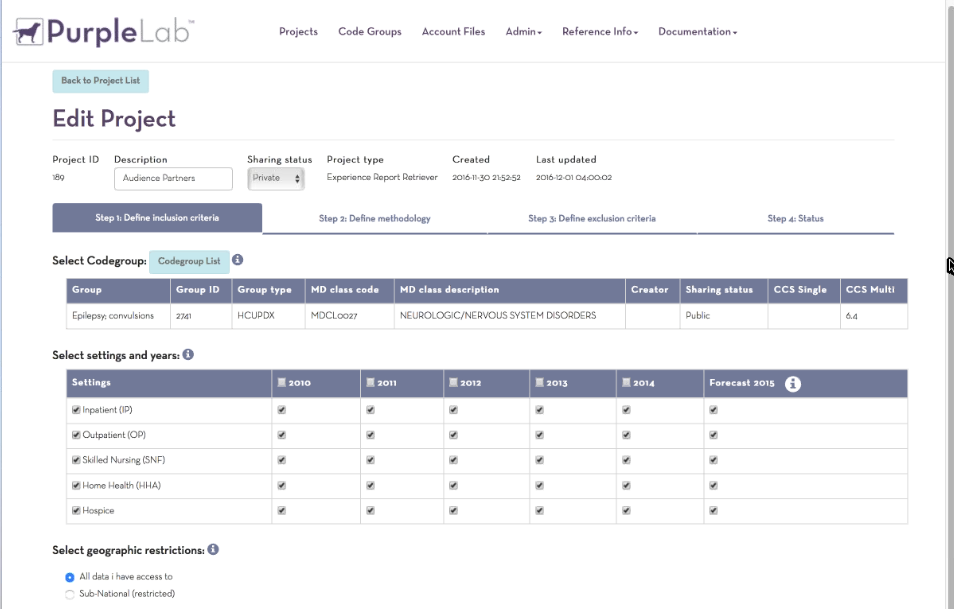 PurpleLab™
Projects Code Groups Account Files Admin Reference Info Documentation
Back to Project List
Edit Project
Project ID Description Sharing status Project type Created Last updated
189 Audience Partners Private Experience Report Retriever 2016-11-30 21:52:52 2016-12-01 04:00:02
Step 1: Define inclusion criteria Step 2: Define methodology Step 3: Define exclusion criteria Step 4: Status
Select Codegroup: Codegroup List i
Group Group ID Group type MD class code MD class description Creator Sharing status CCS Single CCS Multi
Epilepsy; convulsions 2741 HCUPDX MDCL0027 NEUROLOGIC/NERVOUS SYSTEM DISORDERS Public 6.4
Select settings and years: i
Settings 2010 2011 2012 2013 2014 Forecast 2015 i
Inpatient (IP)
Outpatient (OP)
Skilled Nursing (SNF)
Home Health (HHA)
Hospice
Select geographic restrictions: i
All data i have access to
Sub-National (restricted)